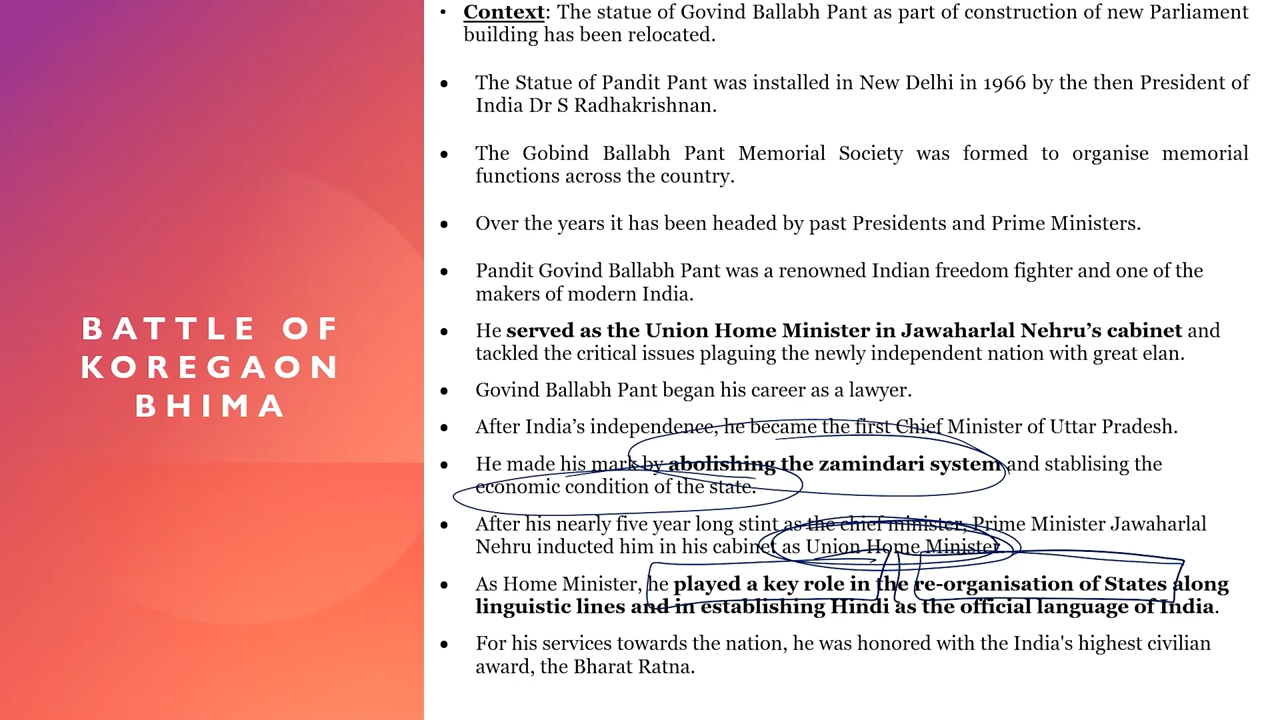 BATTLE OF
KOREGAON
BHIMA
• Context: The statue of Govind Ballabh Pant as part of construction of new Parliament
building has been relocated.
• The Statue of Pandit Pant was installed in New Delhi in 1966 by the then President of
India Dr S Radhakrishnan.
• The Gobind Ballabh Pant Memorial Society was formed to organise memorial
functions across the country.
• Over the years it has been headed by past Presidents and Prime Ministers.
• Pandit Govind Ballabh Pant was a renowned Indian freedom fighter and one of the
makers of modern India.
• He served as the Union Home Minister in Jawaharlal Nehru’s cabinet and
tackled the critical issues plaguing the newly independent nation with great elan.
• Govind Ballabh Pant began his career as a lawyer.
• After India’s independence, he became the first Chief Minister of Uttar Pradesh.
• He made his mark by abolishing the zamindari system and stablising the
economic condition of the state.
• After his nearly five year long stint as the chief minister, Prime Minister Jawaharlal
Nehru inducted him in his cabinet as Union Home Minister.
• As Home Minister, he played a key role in the re-organisation of States along
linguistic lines and in establishing Hindi as the official language of India.
• For his services towards the nation, he was honored with the India's highest civilian
award, the Bharat Ratna.